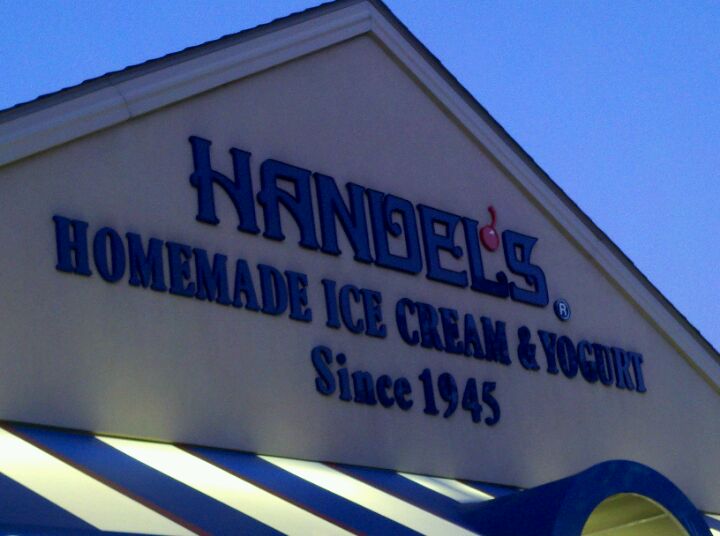 HANDEL'S ®
HOMEMADE ICE CREAM & YOGURT
Since 1945